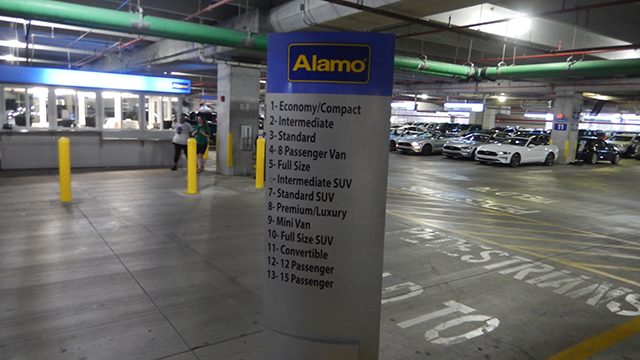 Alamo
1- Economy/Compact
2- Intermediate
3- Standard
4- 8 Passenger Van
5- Full Size
- Intermediate SUV
7- Standard SUV
8- Premium/Luxury
9- Mini Van
10- Full Size SUV
11- Convertible
12- 12 Passenger
13- 15 Passenger
11
PEDESTRIANS
TO